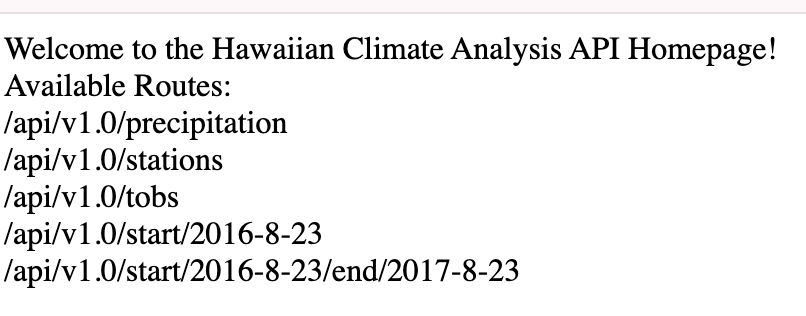 Welcome to the Hawaiian Climate Analysis API Homepage!
Available Routes:
/api/v1.0/precipitation
/api/v1.0/stations
/api/v1.0/tobs
/api/v1.0/start/2016-8-23
/api/v1.0/start/2016-8-23/end/2017-8-23